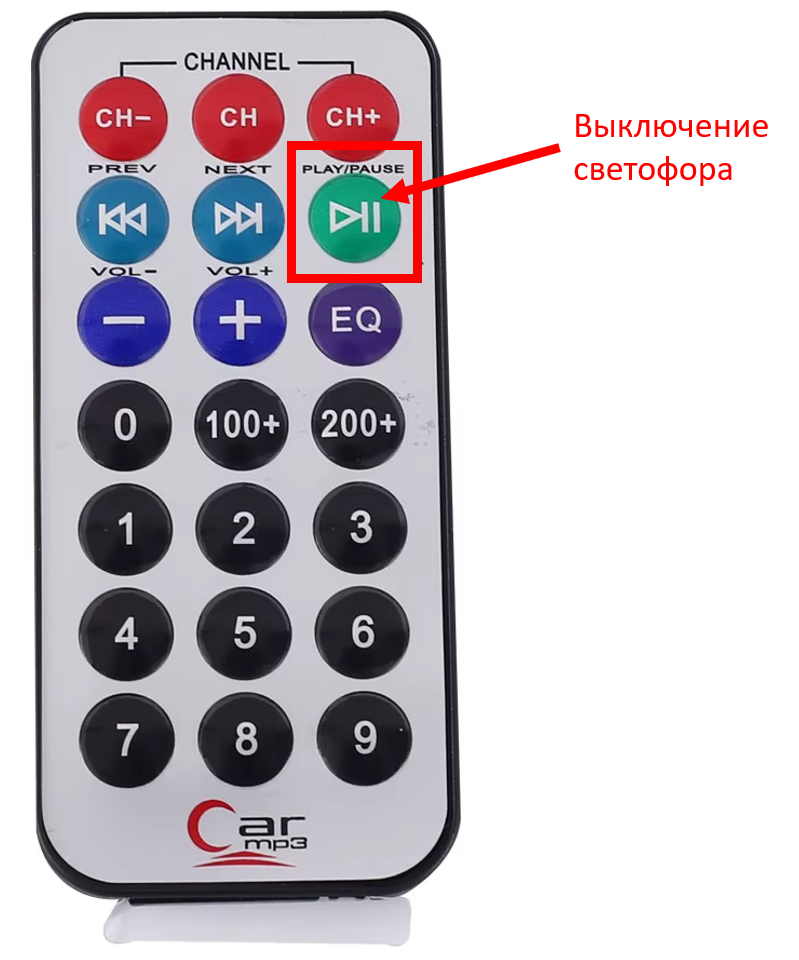 CHANNEL
CH− CH CH+
Выключение
светофора
PREV NEXT PLAY/PAUSE
VOL− VOL+
− + EQ
0 100+ 200+
1 2 3
4 5 6
7 8 9
Car
mp3